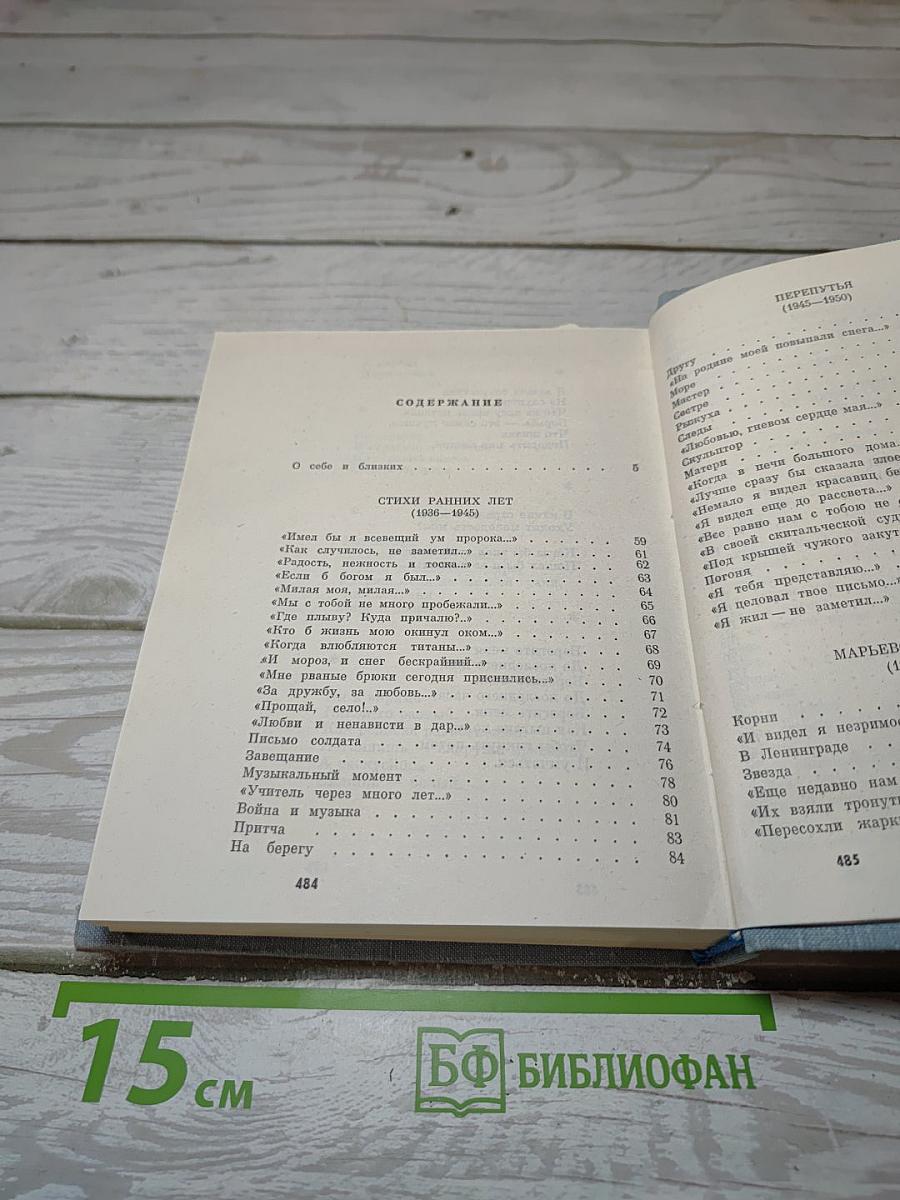 СОДЕРЖАНИЕ
О себе и близких . . . . . . . . . . . . . . . 5
СТИХИ РАННИХ ЛЕТ
(1936—1945)
«Имел бы я всевещий ум пророка...» . . . . . . 59
«Как случилось, не заметил...» . . . . . . . . 61
«Радость, нежность и тоска...» . . . . . . . . 62
«Если б богом я был...» . . . . . . . . . . 63
«Милая моя, милая...» . . . . . . . . . . . 64
«Мы с тобой не много пробежали...» . . . . . . 65
«Где плыву? Куда причалю?..» . . . . . . . . 66
«Кто б жизнь мою окинул оком...» . . . . . . . 67
«Когда влюбляются титаны...» . . . . . . . . 68
«И мороз, и снег бескрайний...» . . . . . . . . 69
«Мне рваные брюки сегодня приснились...» . . . . 70
«За дружбу, за любовь...» . . . . . . . . . . 71
«Прощай, село!..» . . . . . . . . . . . . . 72
«Любви и ненависти в дар...» . . . . . . . . . 73
Письмо солдата . . . . . . . . . . . . . . 74
Завещание . . . . . . . . . . . . . . . . 76
Музыкальный момент . . . . . . . . . . . . 78
«Учитель через много лет...» . . . . . . . . . 80
Война и музыка . . . . . . . . . . . . . . 81
Притча . . . . . . . . . . . . . . . . . 83
На берегу . . . . . . . . . . . . . . . . 84
484
ПЕРЕПУТЬЯ
(1945—1950)
Другу . . . . . . . .
«На родине моей повыпали снега...»
Море . . . . . . .
Мастер . . . . . . .
Сестре . . . . . . .
Рыпкуха . . . . . .
Следы . . . . . . .
«Любовью, гневом сердце мая...» .
Скульптор . . . . . .
Матери . . . . . . .
«Когда в печи большого дома.
«Лучше сразу бы сказала злое
«Немало я видел красавиц бе
«Я видел еще до рассвета...»
«Все равно нам с тобою не
«В своей скитальческой суд
«Под крышей чужого закут
Погоня . . . . . .
«Я тебя представляю...» .
«Я целовал твое письмо...»
«Я жил — не заметил...»
МАРЬЕВ
(1
Корни . . . . .
«И видел я незримо
В Ленинграде . .
Звезда . . . .
«Еще недавно нам
«Их взяли тронут
«Пересохли жарк
485
15 см
БФ БИБЛИОФАН